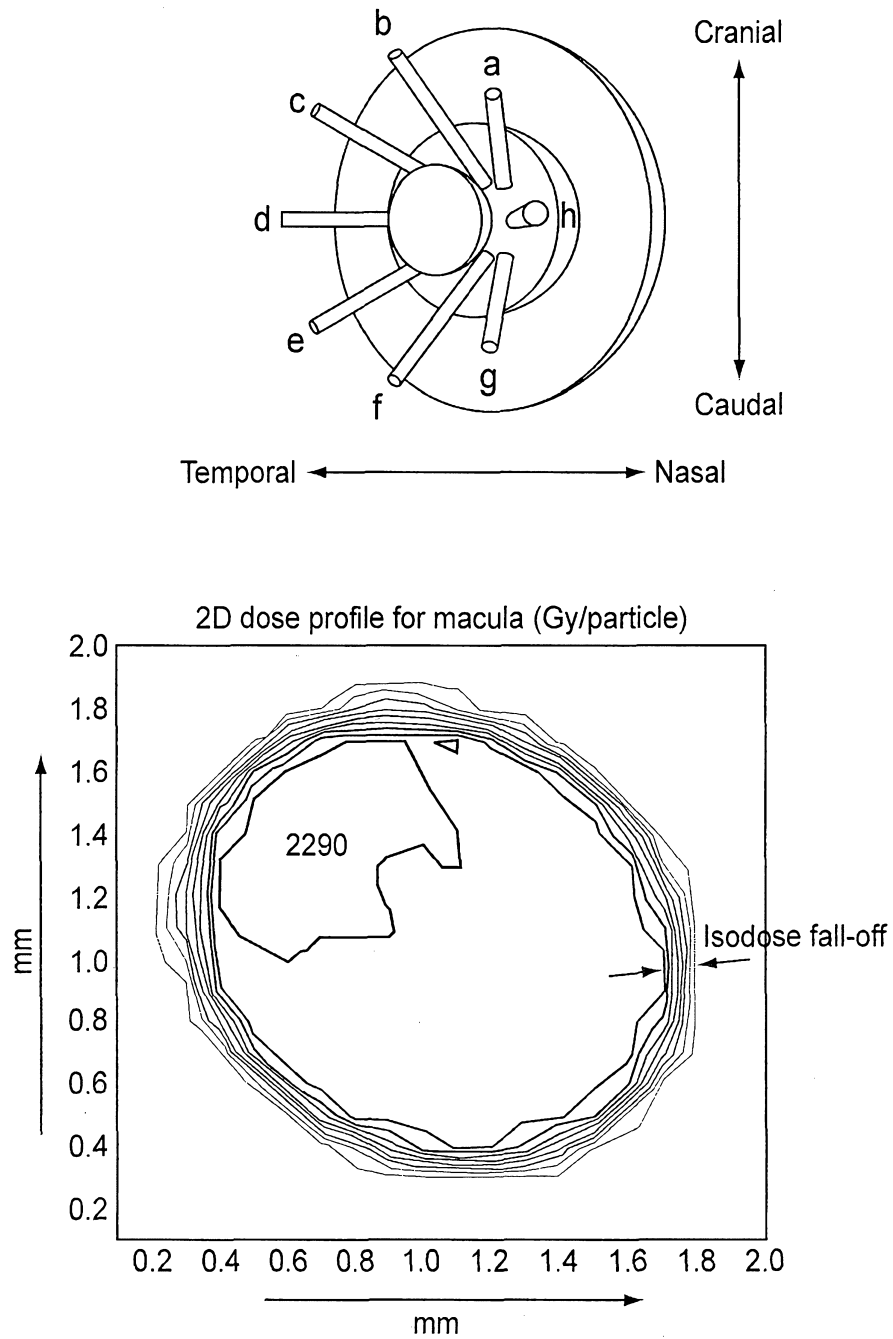 b
a
Cranial
c
d
h
e
g
f
Caudal
Temporal
Nasal
2D dose profile for macula (Gy/particle)
2.0
1.8
1.6
1.4
2290
1.2
Isodose fall-off
1.0
mm
0.8
0.6
0.4
0.2
0.2 0.4 0.6 0.8 1.0 1.2 1.4 1.6 1.8 2.0
mm